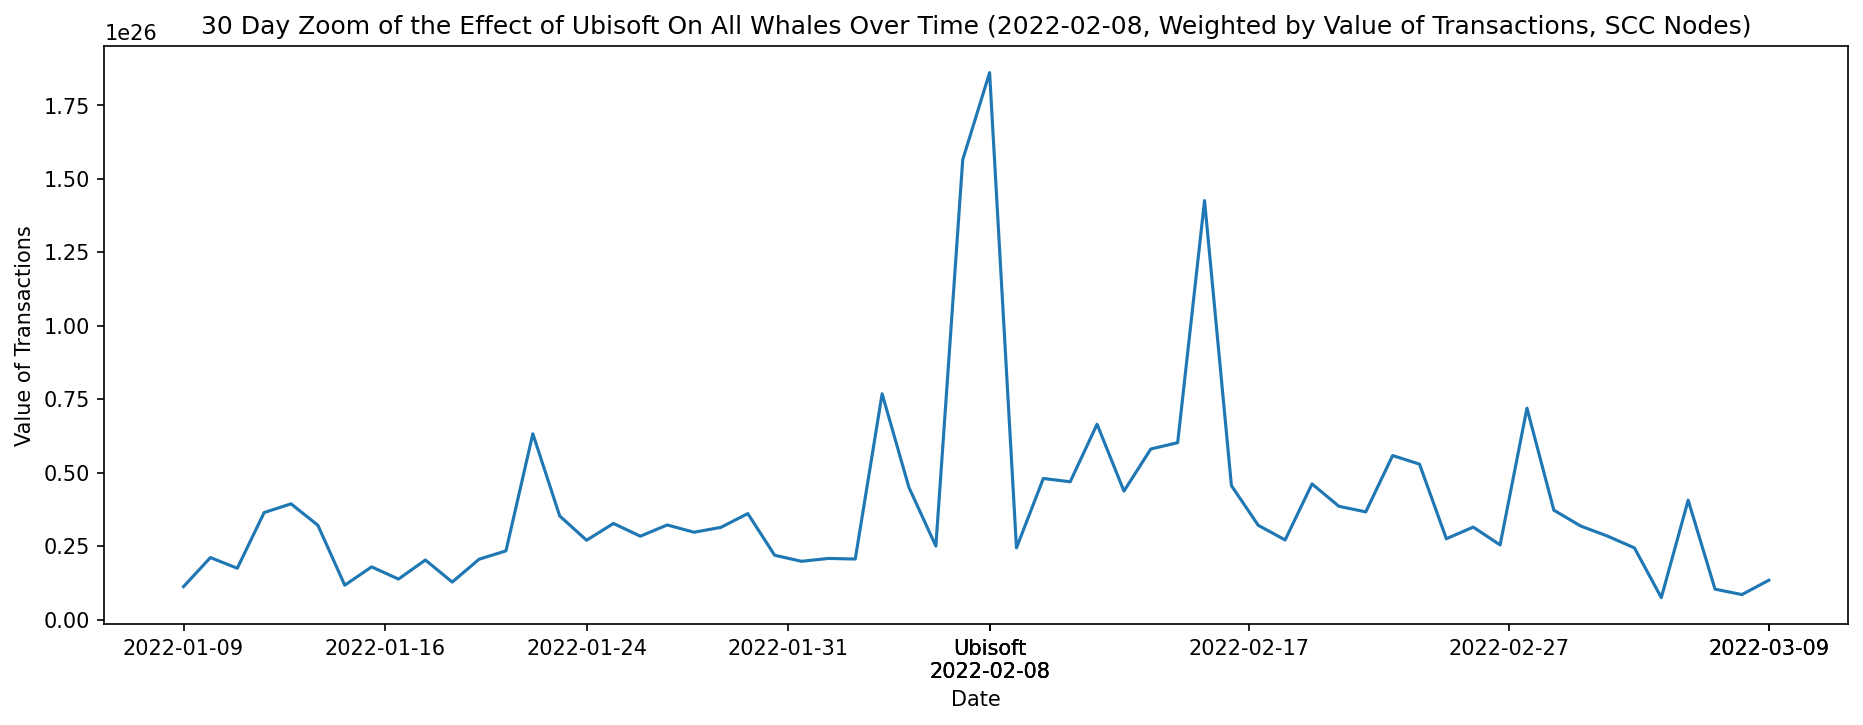 30 Day Zoom of the Effect of Ubisoft On All Whales Over Time (2022-02-08, Weighted by Value of Transactions, SCC Nodes)
1e26
1.75
1.50
1.25
1.00
0.75
0.50
0.25
0.00
Value of Transactions
2022-01-09 2022-01-16 2022-01-24 2022-01-31 Ubisoft 2022-02-17 2022-02-27 2022-03-09
2022-02-08
Date